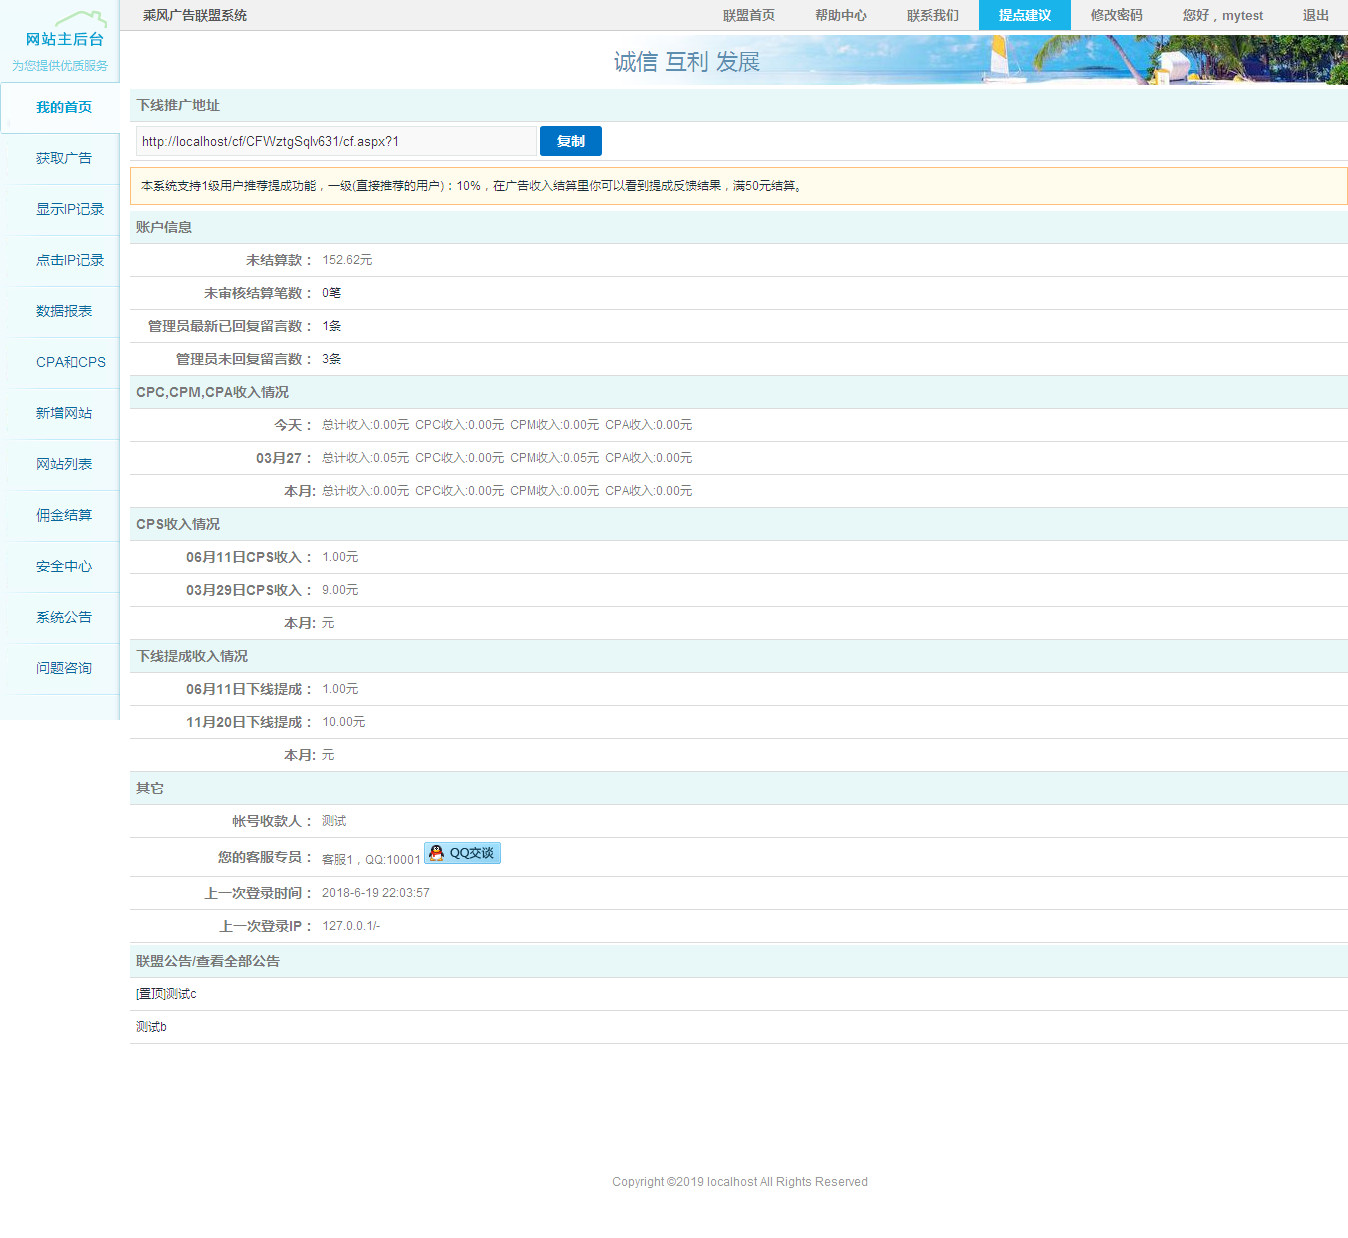 网站主后台
为您提供优质服务
我的首页
获取广告
显示IP记录
点击IP记录
数据报表
CPA和CPS
新增网站
网站列表
佣金结算
安全中心
系统公告
问题咨询
乘风广告联盟系统 联盟首页 帮助中心 联系我们 提点建议 修改密码 您好，mytest 退出
诚信 互利 发展
下线推广地址
http://localhost/cf/CFWztgSqlv631/cf.aspx?1 复制
本系统支持1级用户推荐提成功能，一级(直接推荐的用户)：10%，在广告收入结算里你可以看到提成反馈结果，满50元结算。
账户信息
未结算款： 152.62元
未审核结算笔数： 0笔
管理员最新已回复留言数： 1条
管理员未回复留言数： 3条
CPC,CPM,CPA收入情况
今天： 总计收入:0.00元 CPC收入:0.00元 CPM收入:0.00元 CPA收入:0.00元
03月27： 总计收入:0.05元 CPC收入:0.00元 CPM收入:0.05元 CPA收入:0.00元
本月: 总计收入:0.00元 CPC收入:0.00元 CPM收入:0.00元 CPA收入:0.00元
CPS收入情况
06月11日CPS收入： 1.00元
03月29日CPS收入： 9.00元
本月: 元
下线提成收入情况
06月11日下线提成： 1.00元
11月20日下线提成： 10.00元
本月: 元
其它
帐号收款人： 测试
您的客服专员： 客服1，QQ:10001 QQ交谈
上一次登录时间： 2018-6-19 22:03:57
上一次登录IP： 127.0.0.1/-
联盟公告/查看全部公告
[置顶]测试c
测试b
Copyright ©2019 localhost All Rights Reserved